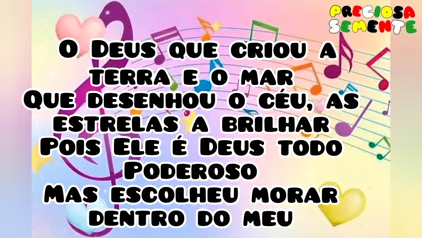 PRECIOSA
SEMENTE
O Deus que criou a
terra e o mar
Que desenhou o céu, as
estrelas a brilhar
Pois Ele é Deus todo
Poderoso
Mas escolheu morar
dentro do meu